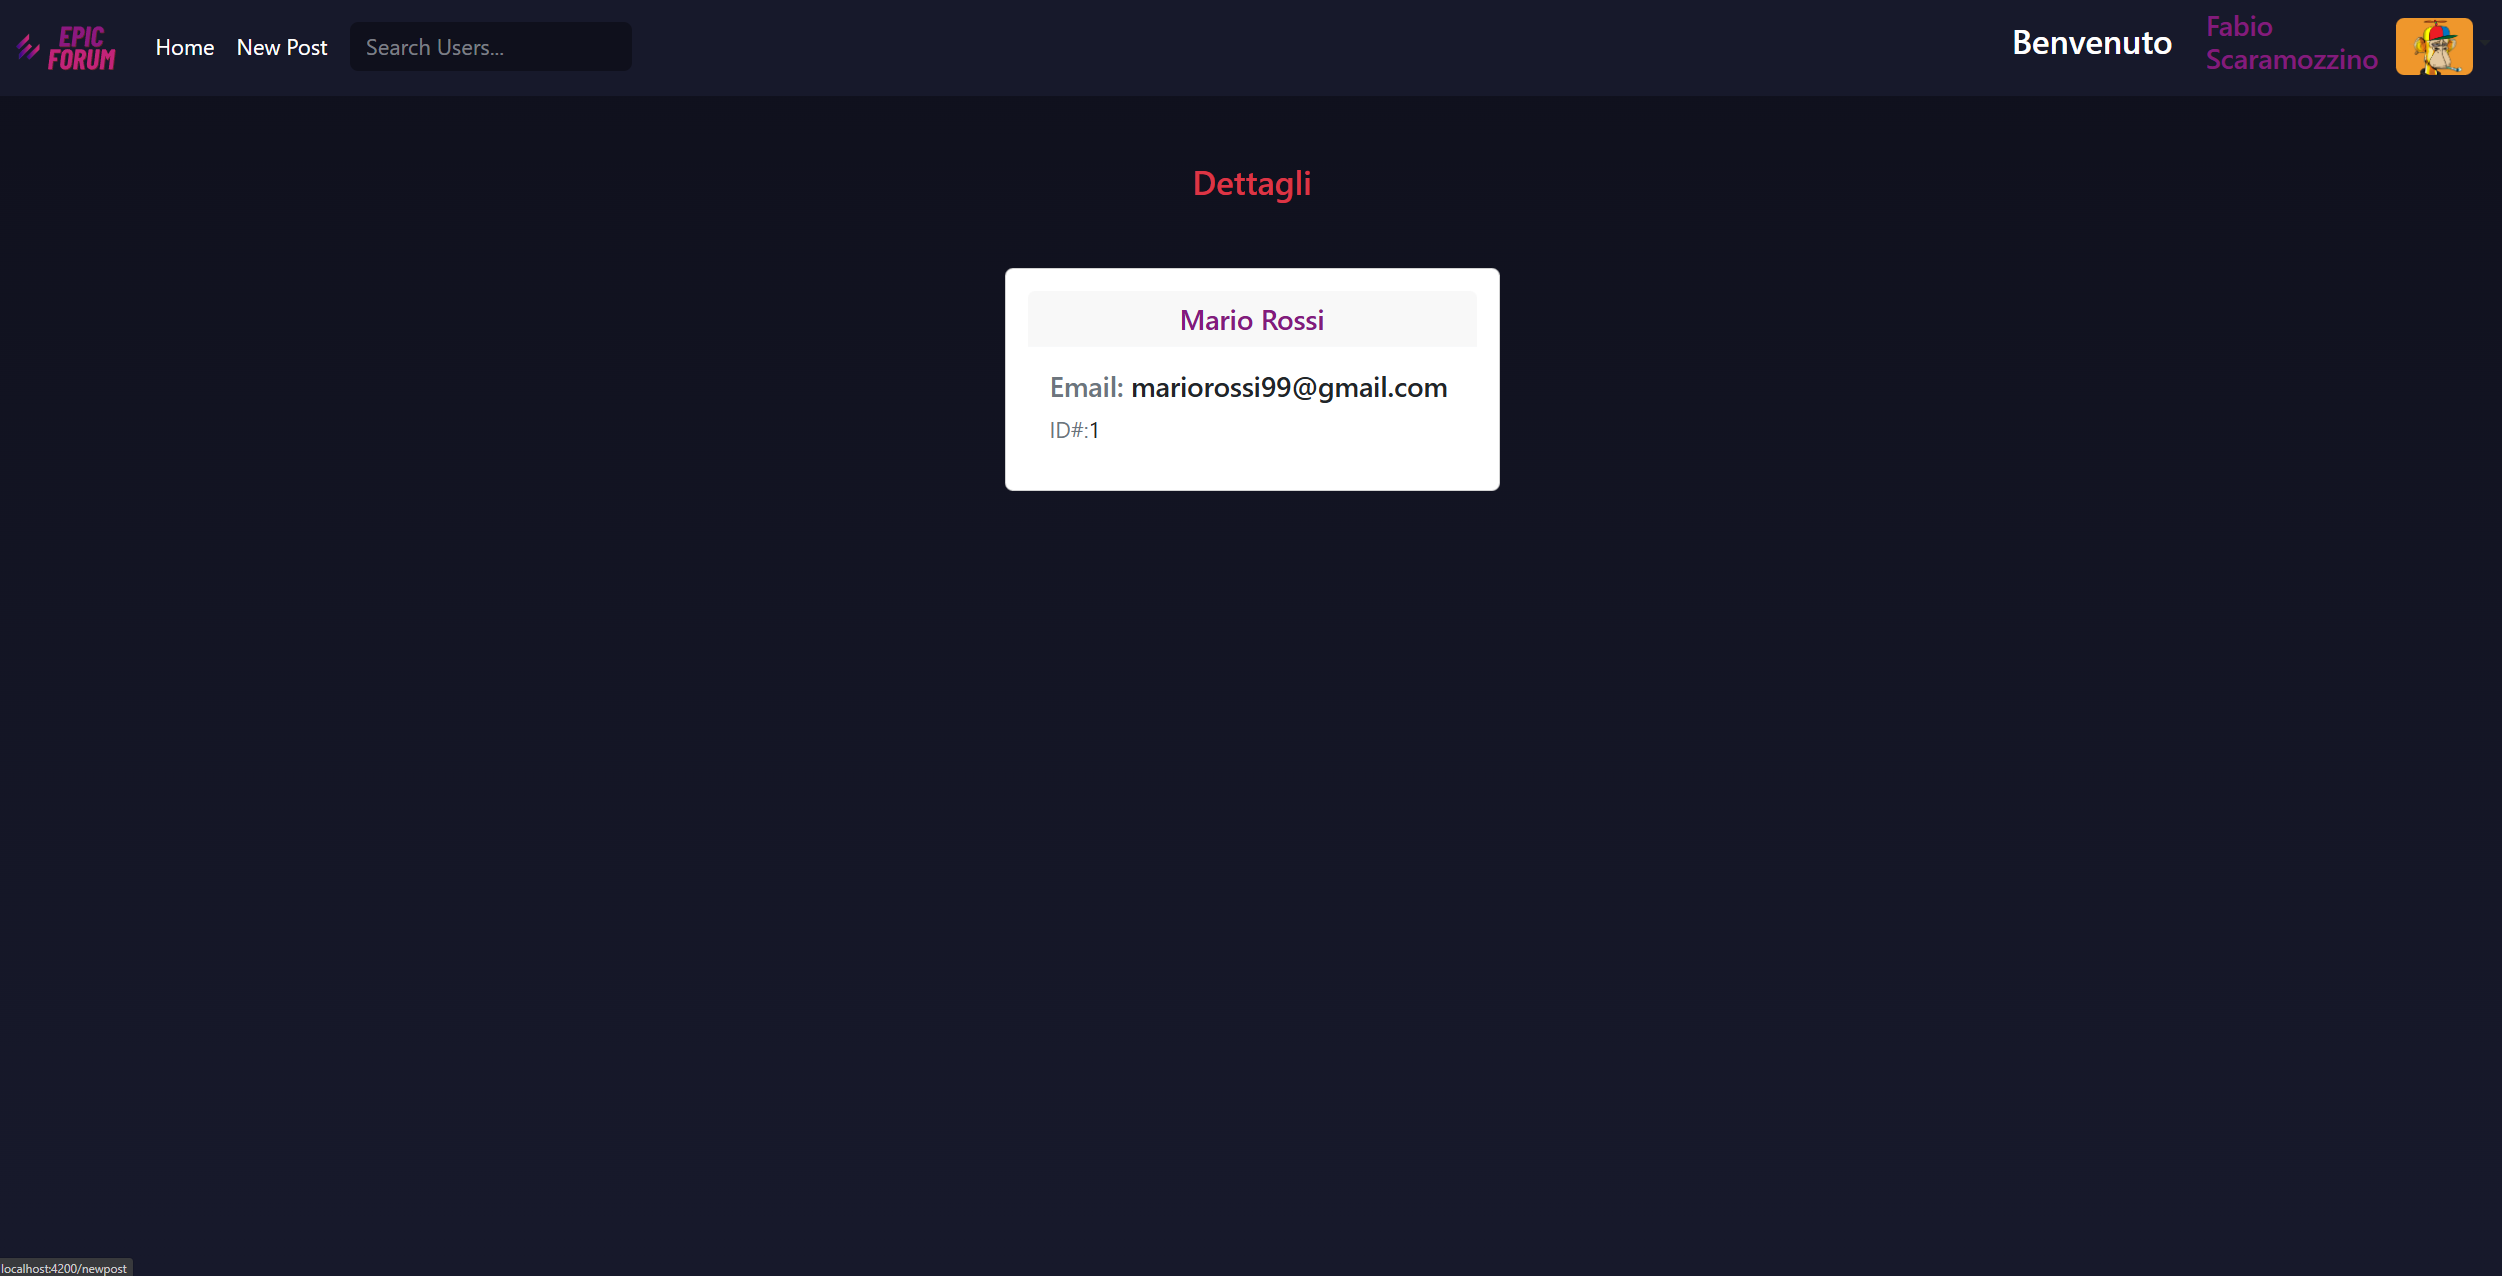 EPIC
FORUM
Home
New Post
Search Users...
Benvenuto
Fabio
Scaramozzino
Dettagli
Mario Rossi
Email: mariorossi99@gmail.com
ID#:1
localhost:4200/newpost